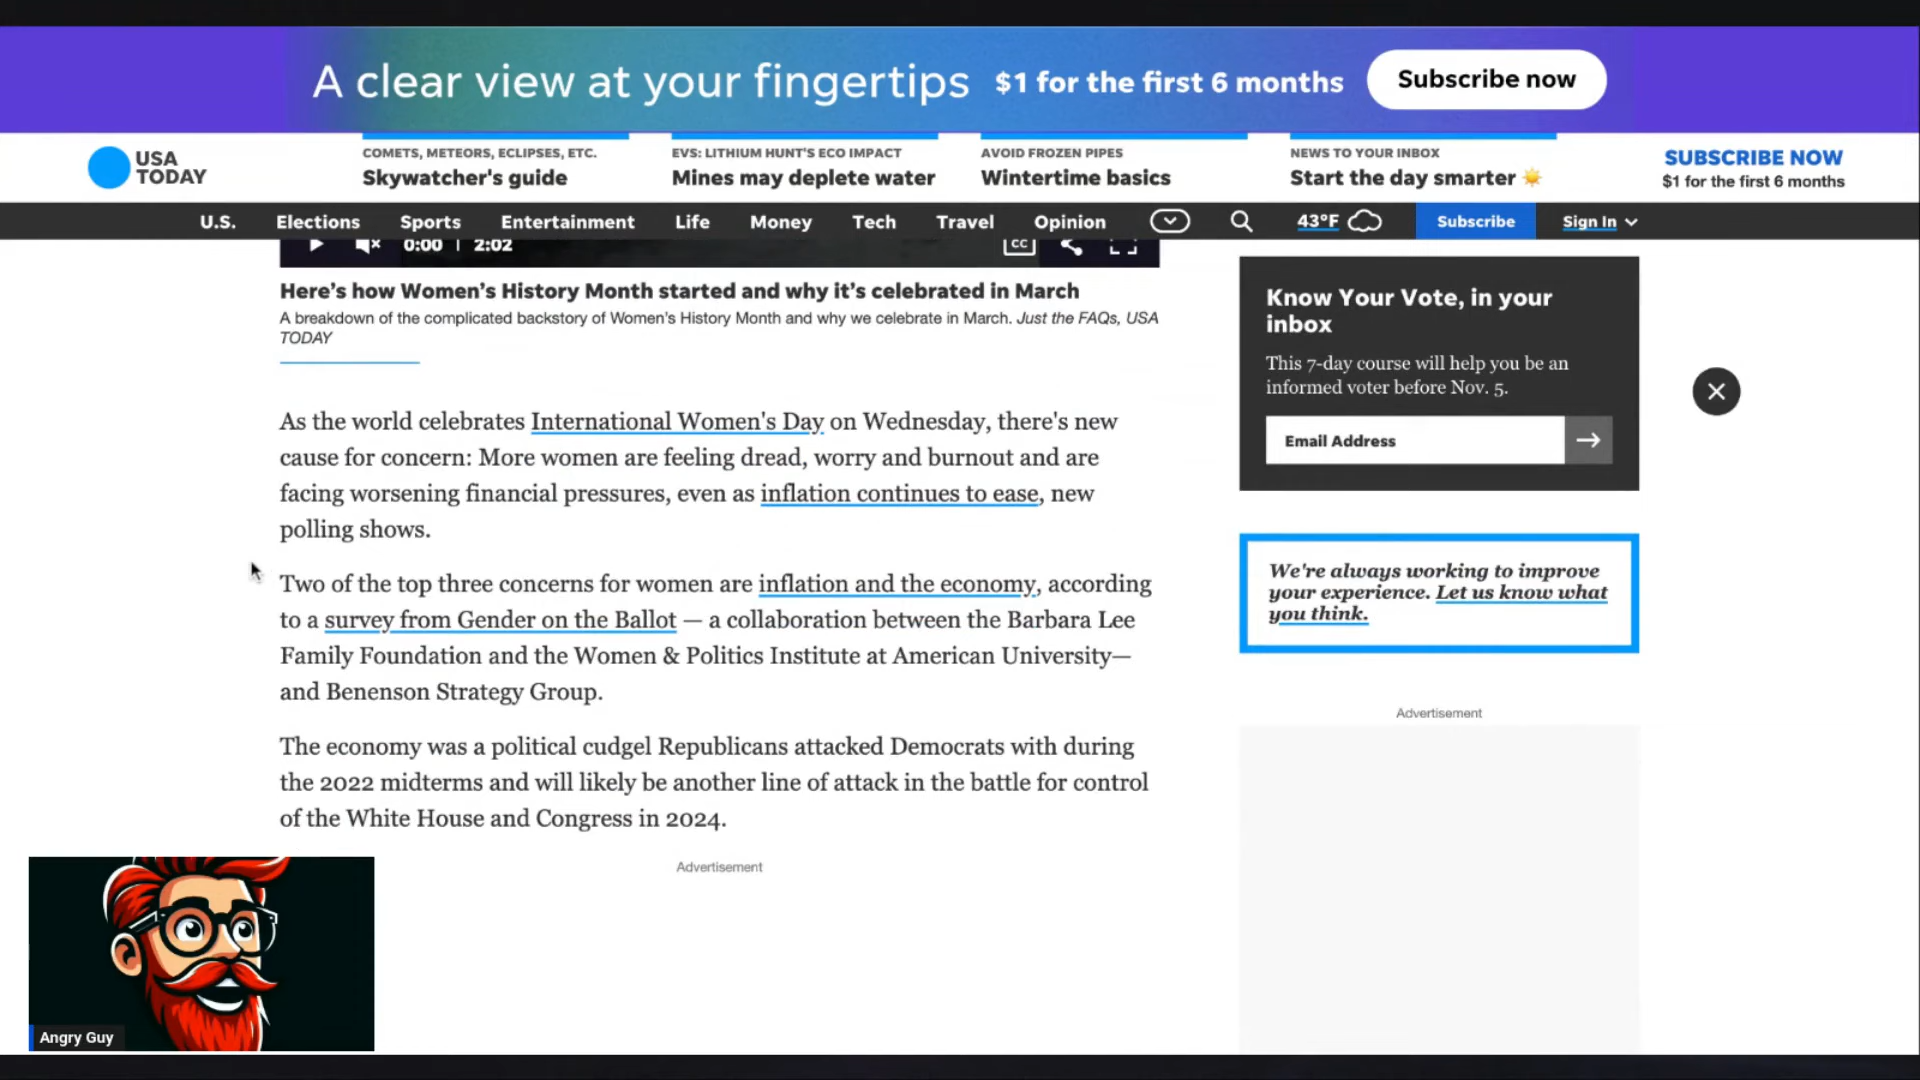 A clear view at your fingertips $1 for the first 6 months Subscribe now
USA
TODAY
COMETS, METEORS, ECLIPSES, ETC.
Skywatcher's guide
EVS: LITHIUM HUNT'S ECO IMPACT
Mines may deplete water
AVOID FROZEN PIPES
Wintertime basics
NEWS TO YOUR INBOX
Start the day smarter ☀️
SUBSCRIBE NOW
$1 for the first 6 months
U.S. Elections Sports Entertainment Life Money Tech Travel Opinion 43°F Subscribe Sign In
0:00 | 2:02 CC
Here's how Women's History Month started and why it's celebrated in March
A breakdown of the complicated backstory of Women's History Month and why we celebrate in March. Just the FAQs, USA
TODAY
As the world celebrates International Women's Day on Wednesday, there's new
cause for concern: More women are feeling dread, worry and burnout and are
facing worsening financial pressures, even as inflation continues to ease, new
polling shows.
Two of the top three concerns for women are inflation and the economy, according
to a survey from Gender on the Ballot — a collaboration between the Barbara Lee
Family Foundation and the Women & Politics Institute at American University—
and Benenson Strategy Group.
The economy was a political cudgel Republicans attacked Democrats with during
the 2022 midterms and will likely be another line of attack in the battle for control
of the White House and Congress in 2024.
Advertisement
Know Your Vote, in your
inbox
This 7-day course will help you be an
informed voter before Nov. 5.
Email Address
We're always working to improve
your experience. Let us know what
you think.
Advertisement
Angry Guy